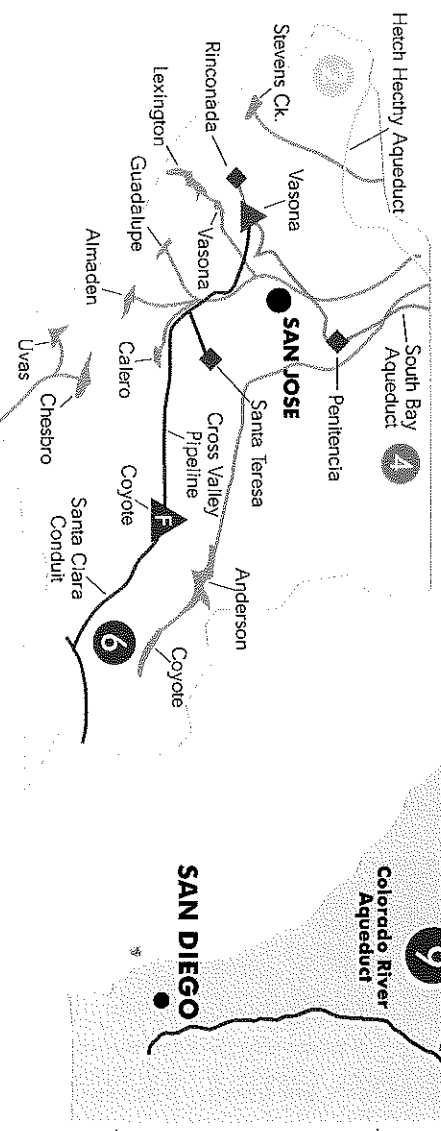 Hetch Hecthy Aqueduct
Stevens Ck.
Rinconada
Lexington
Guadalupe
Almaden
Uvas
Chesbro
Calero
Vasona
Vasona
SAN JOSE
Penitencia
South Bay
Aqueduct
4
Santa Teresa
Cross Valley
Pipeline
F
Coyote
Santa Clara
Conduit
6
Anderson
Coyote
9
Colorado River
Aqueduct
SAN DIEGO